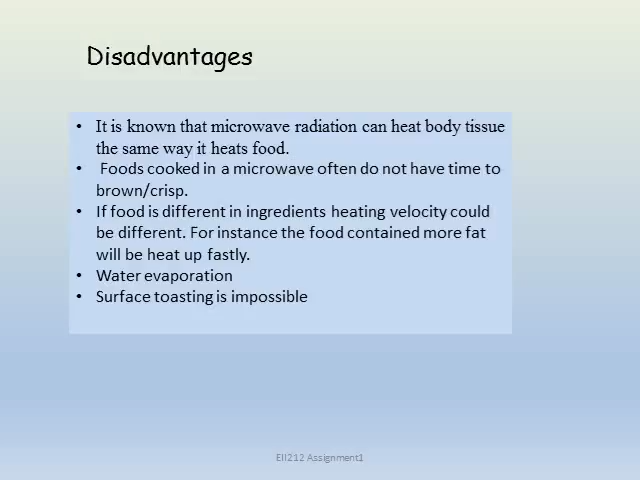 Disadvantages
• It is known that microwave radiation can heat body tissue
the same way it heats food.
• Foods cooked in a microwave often do not have time to
brown/crisp.
• If food is different in ingredients heating velocity could
be different. For instance the food contained more fat
will be heat up fastly.
• Water evaporation
• Surface toasting is impossible
EII212 Assignment1